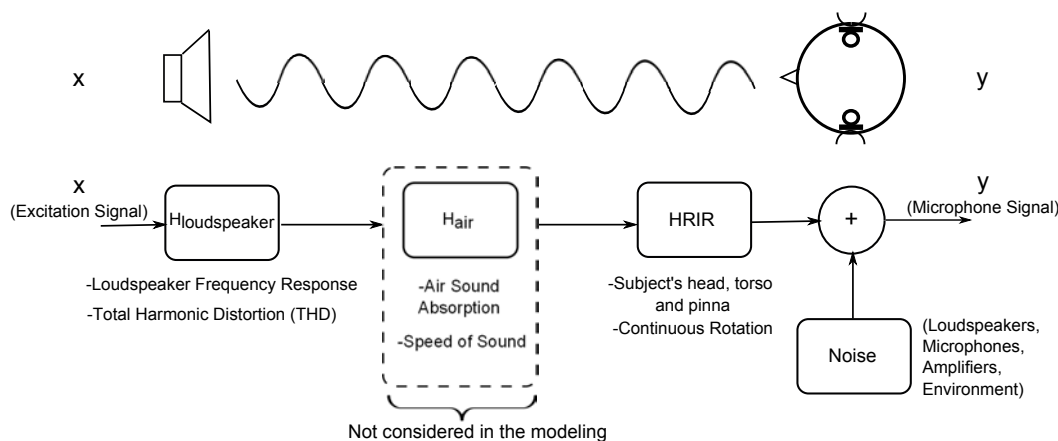 x
y
x
(Excitation Signal)
Hloudspeaker
-Loudspeaker Frequency Response
-Total Harmonic Distortion (THD)
Hair
-Air Sound
Absorption
-Speed of Sound
Not considered in the modeling
HRIR
-Subject's head, torso
and pinna
-Continuous Rotation
+
y
(Microphone Signal)
Noise
(Loudspeakers,
Microphones,
Amplifiers,
Environment)